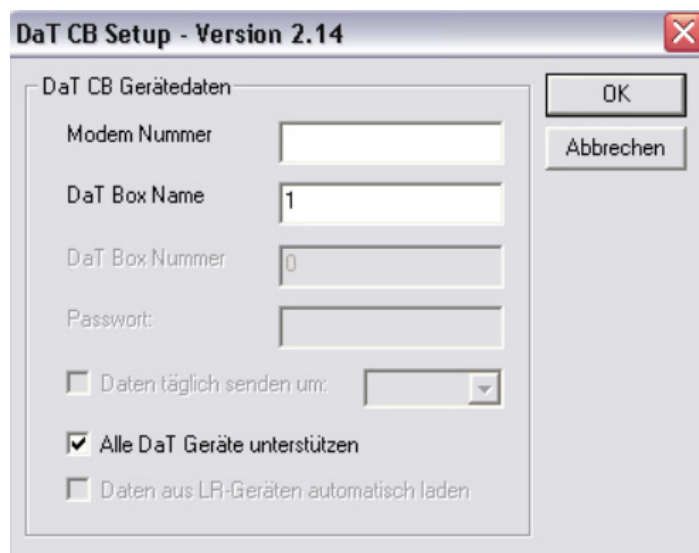 DaT CB Setup - Version 2.14
DaT CB Gerätedaten
Modem Nummer
DaT Box Name
1
DaT Box Nummer
0
Passwort:
Daten täglich senden um:
Alle DaT Geräte unterstützen
Daten aus LR-Geräten automatisch laden
OK
Abbrechen